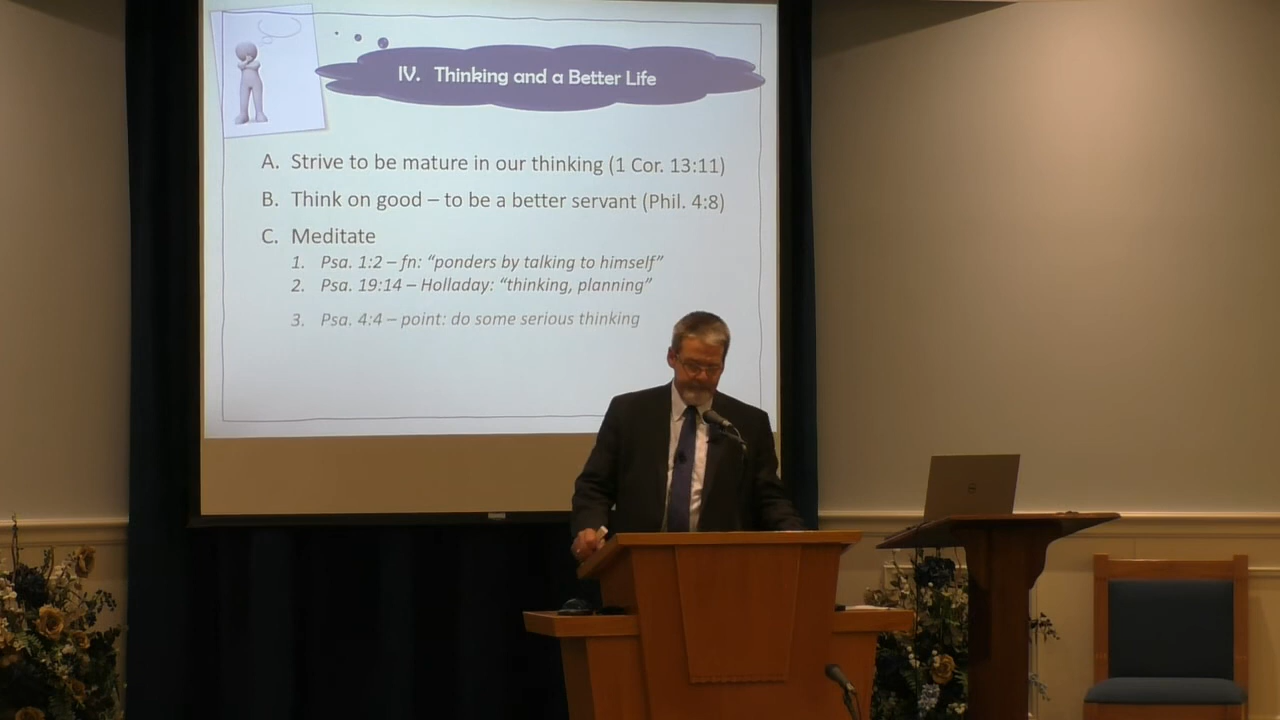 IV. Thinking and a Better Life
A. Strive to be mature in our thinking (1 Cor. 13:11)
B. Think on good – to be a better servant (Phil. 4:8)
C. Meditate
1. Psa. 1:2 – fn: “ponders by talking to himself”
2. Psa. 19:14 – Holladay: “thinking, planning”
3. Psa. 4:4 – point: do some serious thinking